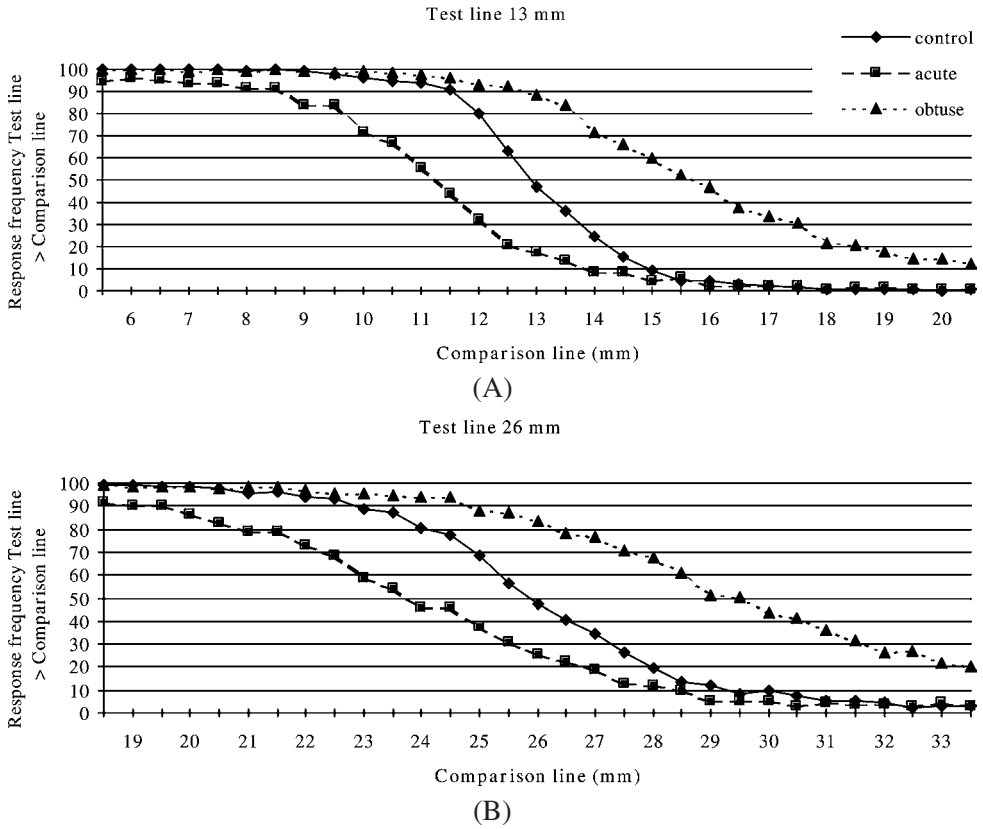 Test line 13 mm
control
acute
obtuse
Response frequency Test line
> Comparison line
100
90
80
70
60
50
40
30
20
10
0
6 7 8 9 10 11 12 13 14 15 16 17 18 19 20
Comparison line (mm)
(A)
Test line 26 mm
Response frequency Test line
> Comparison line
100
90
80
70
60
50
40
30
20
10
0
19 20 21 22 23 24 25 26 27 28 29 30 31 32 33
Comparison line (mm)
(B)